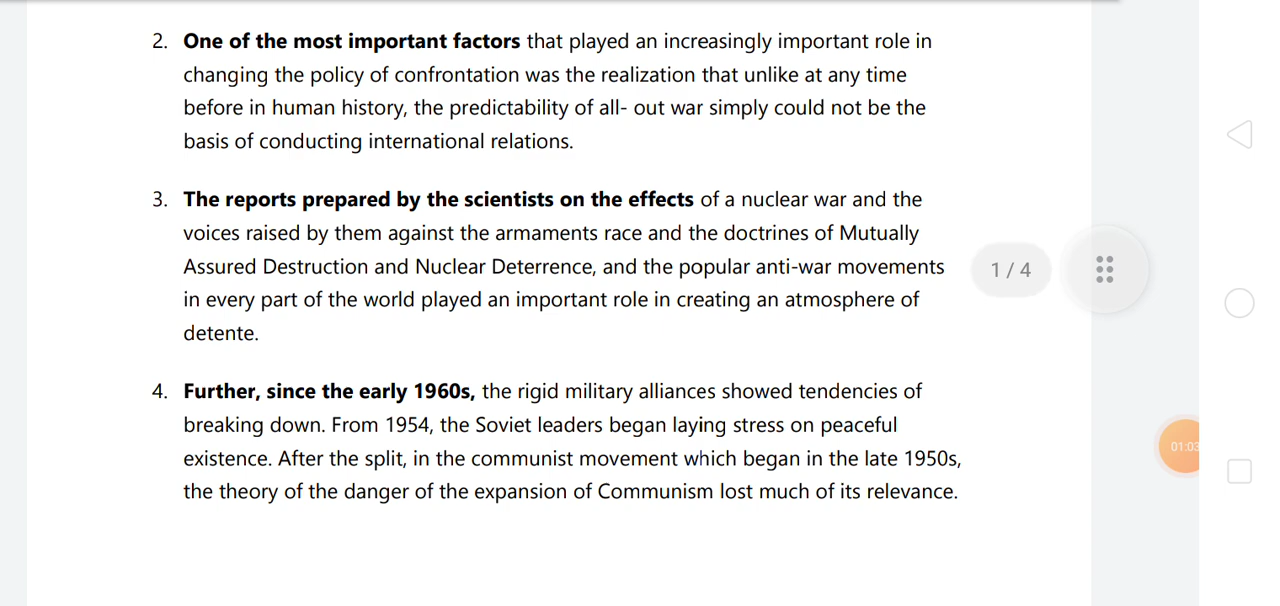 2. One of the most important factors that played an increasingly important role in
changing the policy of confrontation was the realization that unlike at any time
before in human history, the predictability of all- out war simply could not be the
basis of conducting international relations.
3. The reports prepared by the scientists on the effects of a nuclear war and the
voices raised by them against the armaments race and the doctrines of Mutually
Assured Destruction and Nuclear Deterrence, and the popular anti-war movements
in every part of the world played an important role in creating an atmosphere of
detente.
1 / 4
4. Further, since the early 1960s, the rigid military alliances showed tendencies of
breaking down. From 1954, the Soviet leaders began laying stress on peaceful
existence. After the split, in the communist movement which began in the late 1950s,
the theory of the danger of the expansion of Communism lost much of its relevance.
01:03